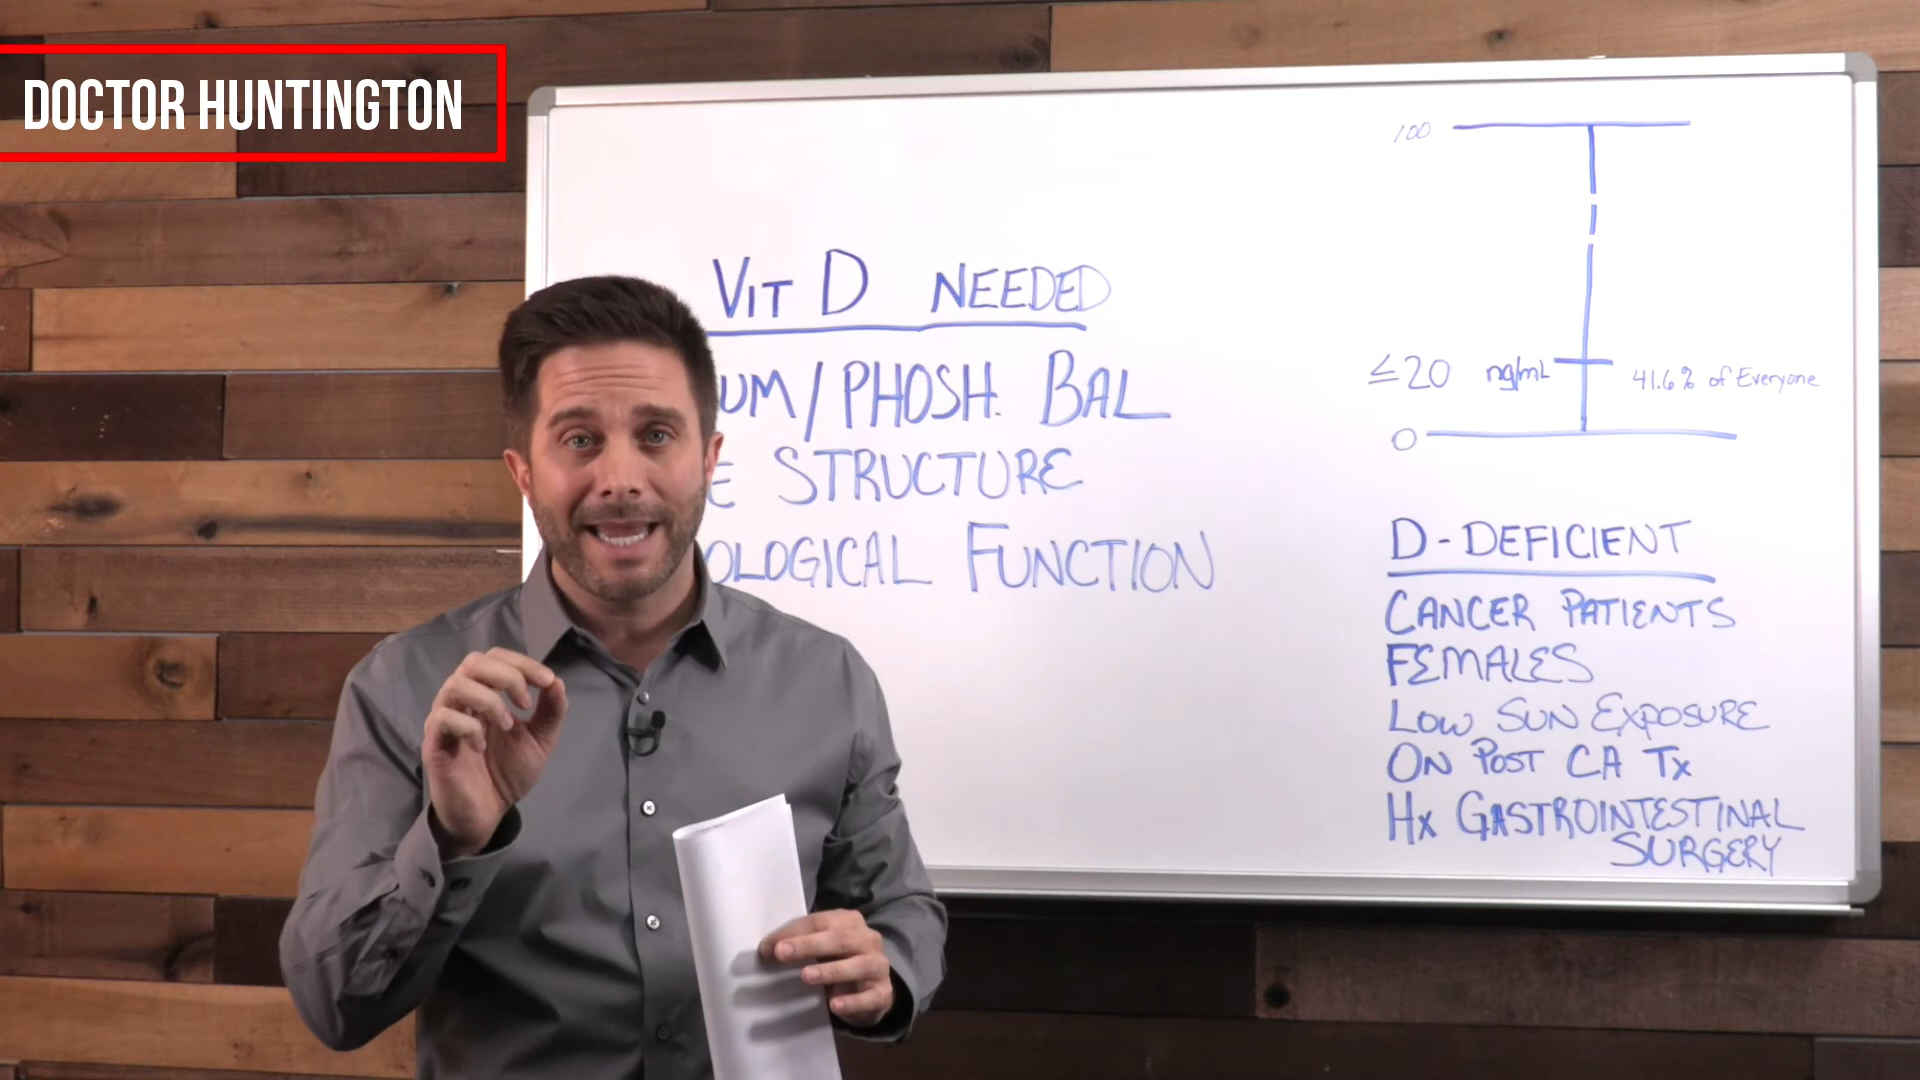 DOCTOR HUNTINGTON
VIT D NEEDED
UM/PHOSH. BAL
E STRUCTURE
OLOGICAL FUNCTION
100
≤20 ng/mL 41.6% of Everyone
0
D-DEFICIENT
CANCER PATIENTS
FEMALES
LOW SUN EXPOSURE
ON POST CA TX
HX GASTROINTESTINAL
SURGERY